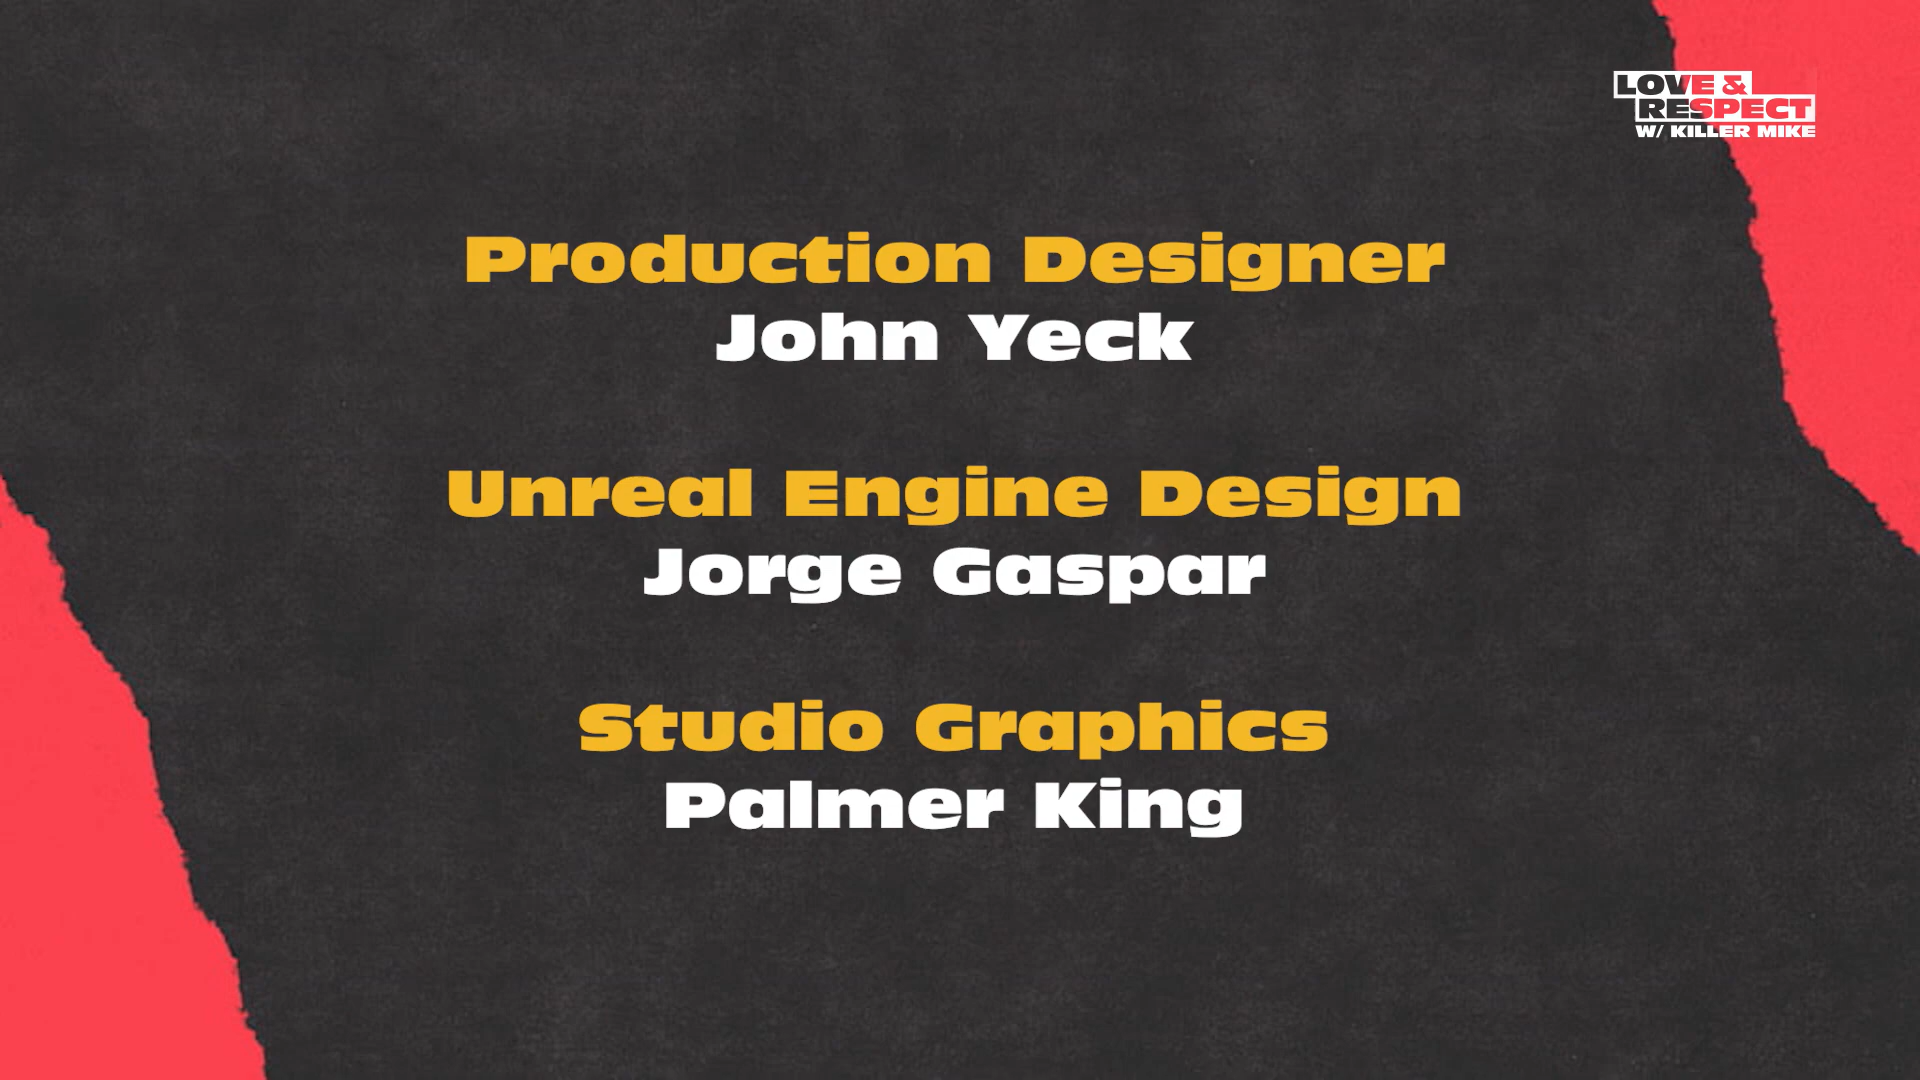 LOVE &
RESPECT
W/ KILLER MIKE
Production Designer
John Yeck
Unreal Engine Design
Jorge Gaspar
Studio Graphics
Palmer King